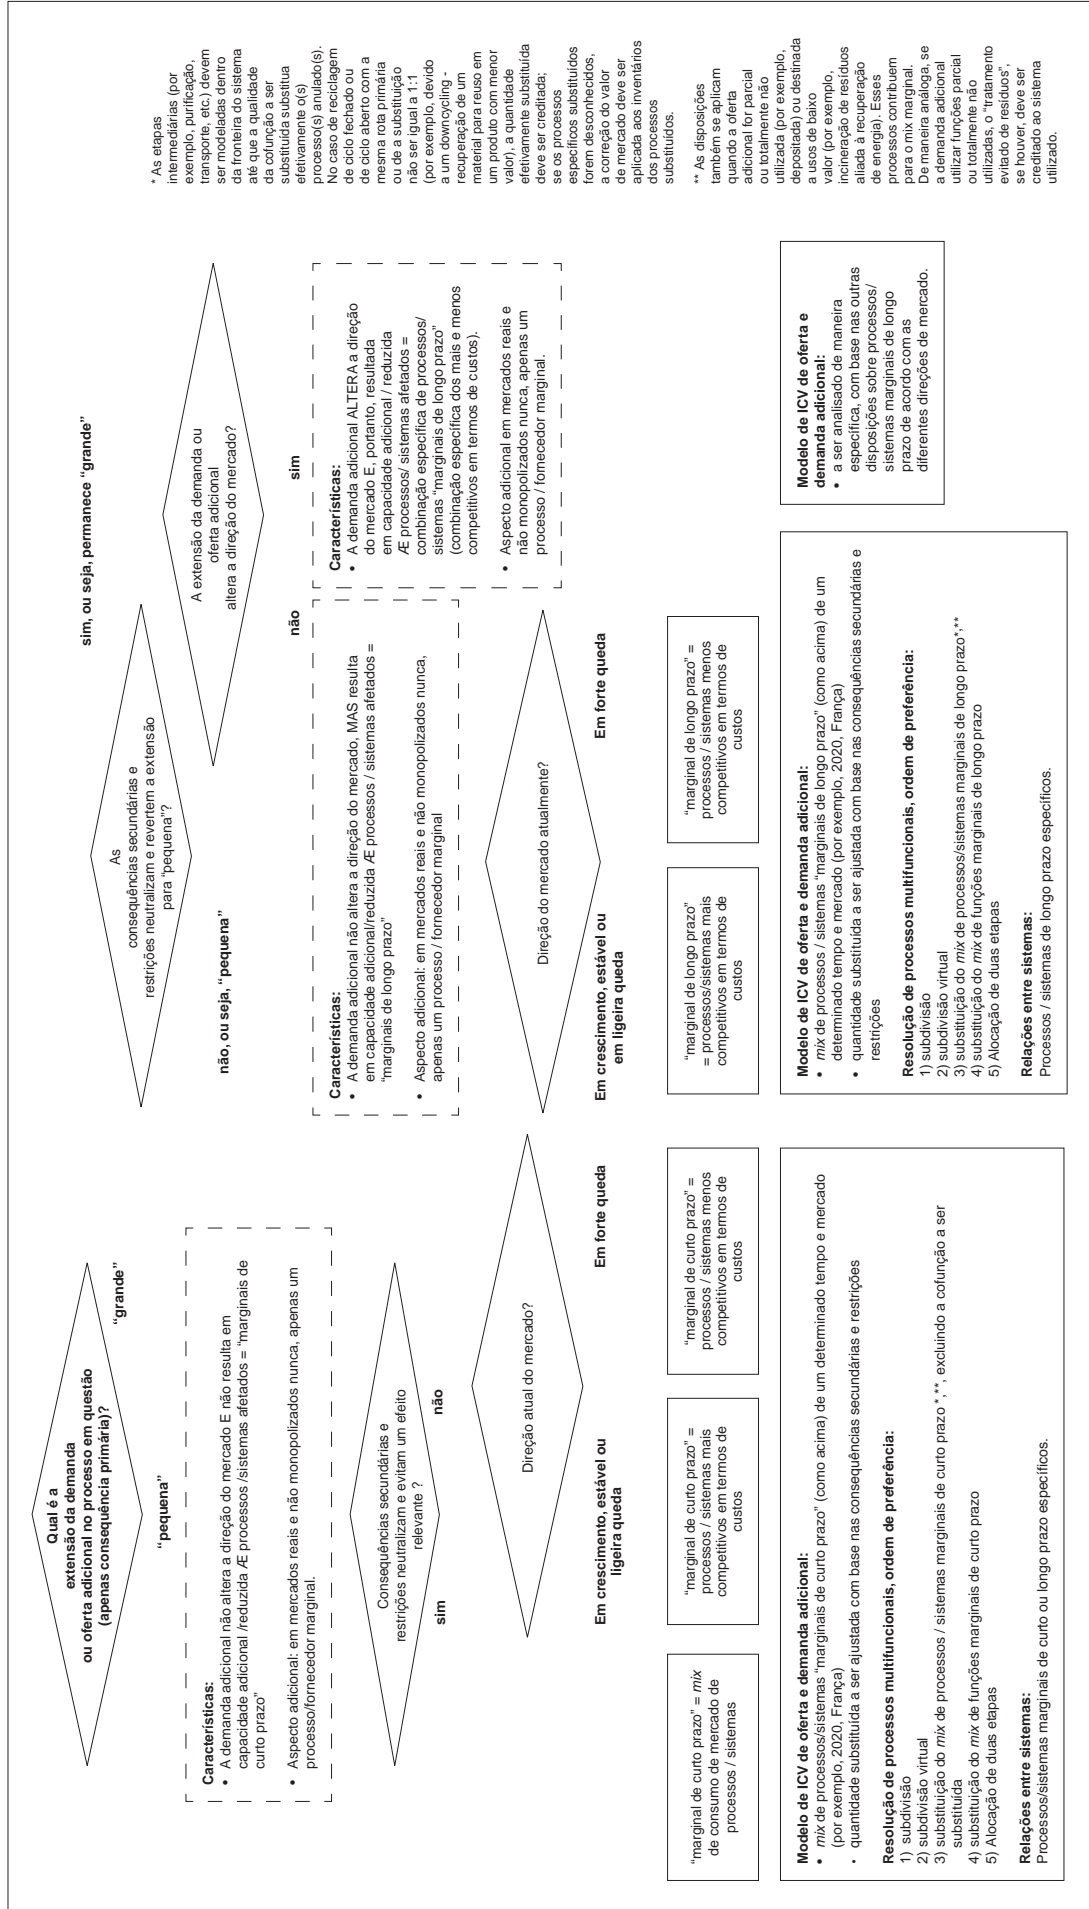 Qual é a
extensão da demanda
ou oferta adicional no processo em questão
(apenas consequência primária)?
“pequena”
“grande”
Características:
• A demanda adicional não altera a direção do mercado E não resulta em
capacidade adicional /reduzida Æ processos /sistemas afetados = “marginais de
curto prazo”
• Aspecto adicional: em mercados reais e não monopolizados nunca, apenas um
processo/fornecedor marginal.
Consequências secundárias e
restrições neutralizam e evitam um efeito
relevante ?
sim
não
Direção atual do mercado?
Em crescimento, estável ou
ligeira queda
Em forte queda
“marginal de curto prazo” = mix
de consumo de mercado de
processos / sistemas
“marginal de curto prazo” =
processos / sistemas mais
competitivos em termos de
custos
“marginal de curto prazo” =
processos / sistemas menos
competitivos em termos de
custos
Modelo de ICV de oferta e demanda adicional:
• mix de processos/sistemas “marginais de curto prazo” (como acima) de um determinado tempo e mercado
(por exemplo, 2020, França)
• quantidade substituída a ser ajustada com base nas consequências secundárias e restrições
Resolução de processos multifuncionais, ordem de preferência:
1) subdivisão
2) subdivisão virtual
3) substituição do mix de processos / sistemas marginais de curto prazo *,**, excluindo a cofunção a ser
substituída
4) substituição do mix de funções marginais de curto prazo
5) Alocação de duas etapas
Relações entre sistemas:
Processos/sistemas marginais de curto ou longo prazo específicos.
As
consequências secundárias e
restrições neutralizam e revertem a extensão
para “pequena”?
não, ou seja, “pequena”
sim, ou seja, permanece “grande”
A extensão da demanda ou
oferta adicional
altera a direção do mercado?
não
sim
Características:
• A demanda adicional não altera a direção do mercado, MAS resulta
em capacidade adicional/reduzida Æ processos / sistemas afetados =
“marginais de longo prazo”
• Aspecto adicional: em mercados reais e não monopolizados nunca,
apenas um processo / fornecedor marginal
Características:
• A demanda adicional ALTERA a direção
do mercado E, portanto, resultada
em capacidade adicional / reduzida
Æ processos/ sistemas afetados =
combinação específica de processos/
sistemas “marginais de longo prazo”
(combinação específica dos mais e menos
competitivos em termos de custos).
• Aspecto adicional em mercados reais e
não monopolizados nunca, apenas um
processo / fornecedor marginal.
Direção do mercado atualmente?
Em crescimento, estável ou
em ligeira queda
Em forte queda
“marginal de longo prazo”
= processos/sistemas mais
competitivos em termos de
custos
“marginal de longo prazo” =
processos / sistemas menos
competitivos em termos de
custos
Modelo de ICV de oferta e demanda adicional:
• mix de processos / sistemas “marginais de longo prazo” (como acima) de um
determinado tempo e mercado (por exemplo, 2020, França)
• quantidade substituída a ser ajustada com base nas consequências secundárias e
restrições
Resolução de processos multifuncionais, ordem de preferência:
1) subdivisão
2) subdivisão virtual
3) substituição do mix de processos/sistemas marginais de longo prazo*,**
4) substituição do mix de funções marginais de longo prazo
5) Alocação de duas etapas
Relações entre sistemas:
Processos / sistemas de longo prazo específicos.
Modelo de ICV de oferta e
demanda adicional:
• a ser analisado de maneira
específica, com base nas outras
disposições sobre processos/
sistemas marginais de longo
prazo de acordo com as
diferentes direções de mercado.
* As etapas
intermediárias (por
exemplo, purificação,
transporte, etc.) devem
ser modeladas dentro
da fronteira do sistema
até que a qualidade
da cofunção a ser
substituída substitua
efetivamente o(s)
processo(s) anulado(s).
No caso de reciclagem
de ciclo fechado ou
de ciclo aberto com a
mesma rota primária
ou de a substituição
não ser igual a 1:1
(por exemplo, devido
a um downcycling -
recuperação de um
material para reuso em
um produto com menor
valor), a quantidade
efetivamente substituída
deve ser creditada;
se os processos
específicos substituídos
forem desconhecidos,
a correção do valor
de mercado deve ser
aplicada aos inventários
dos processos
substituídos.
** As disposições
também se aplicam
quando a oferta
adicional for parcial
ou totalmente não
utilizada (por exemplo,
depositada) ou destinada
a usos de baixo
valor (por exemplo,
incineração de resíduos
aliada à recuperação
de energia). Esses
processos contribuem
para o mix marginal.
De maneira análoga, se
a demanda adicional
utilizar funções parcial
ou totalmente não
utilizadas, o “tratamento
evitado de resíduos”,
se houver, deve ser
creditado ao sistema
utilizado.